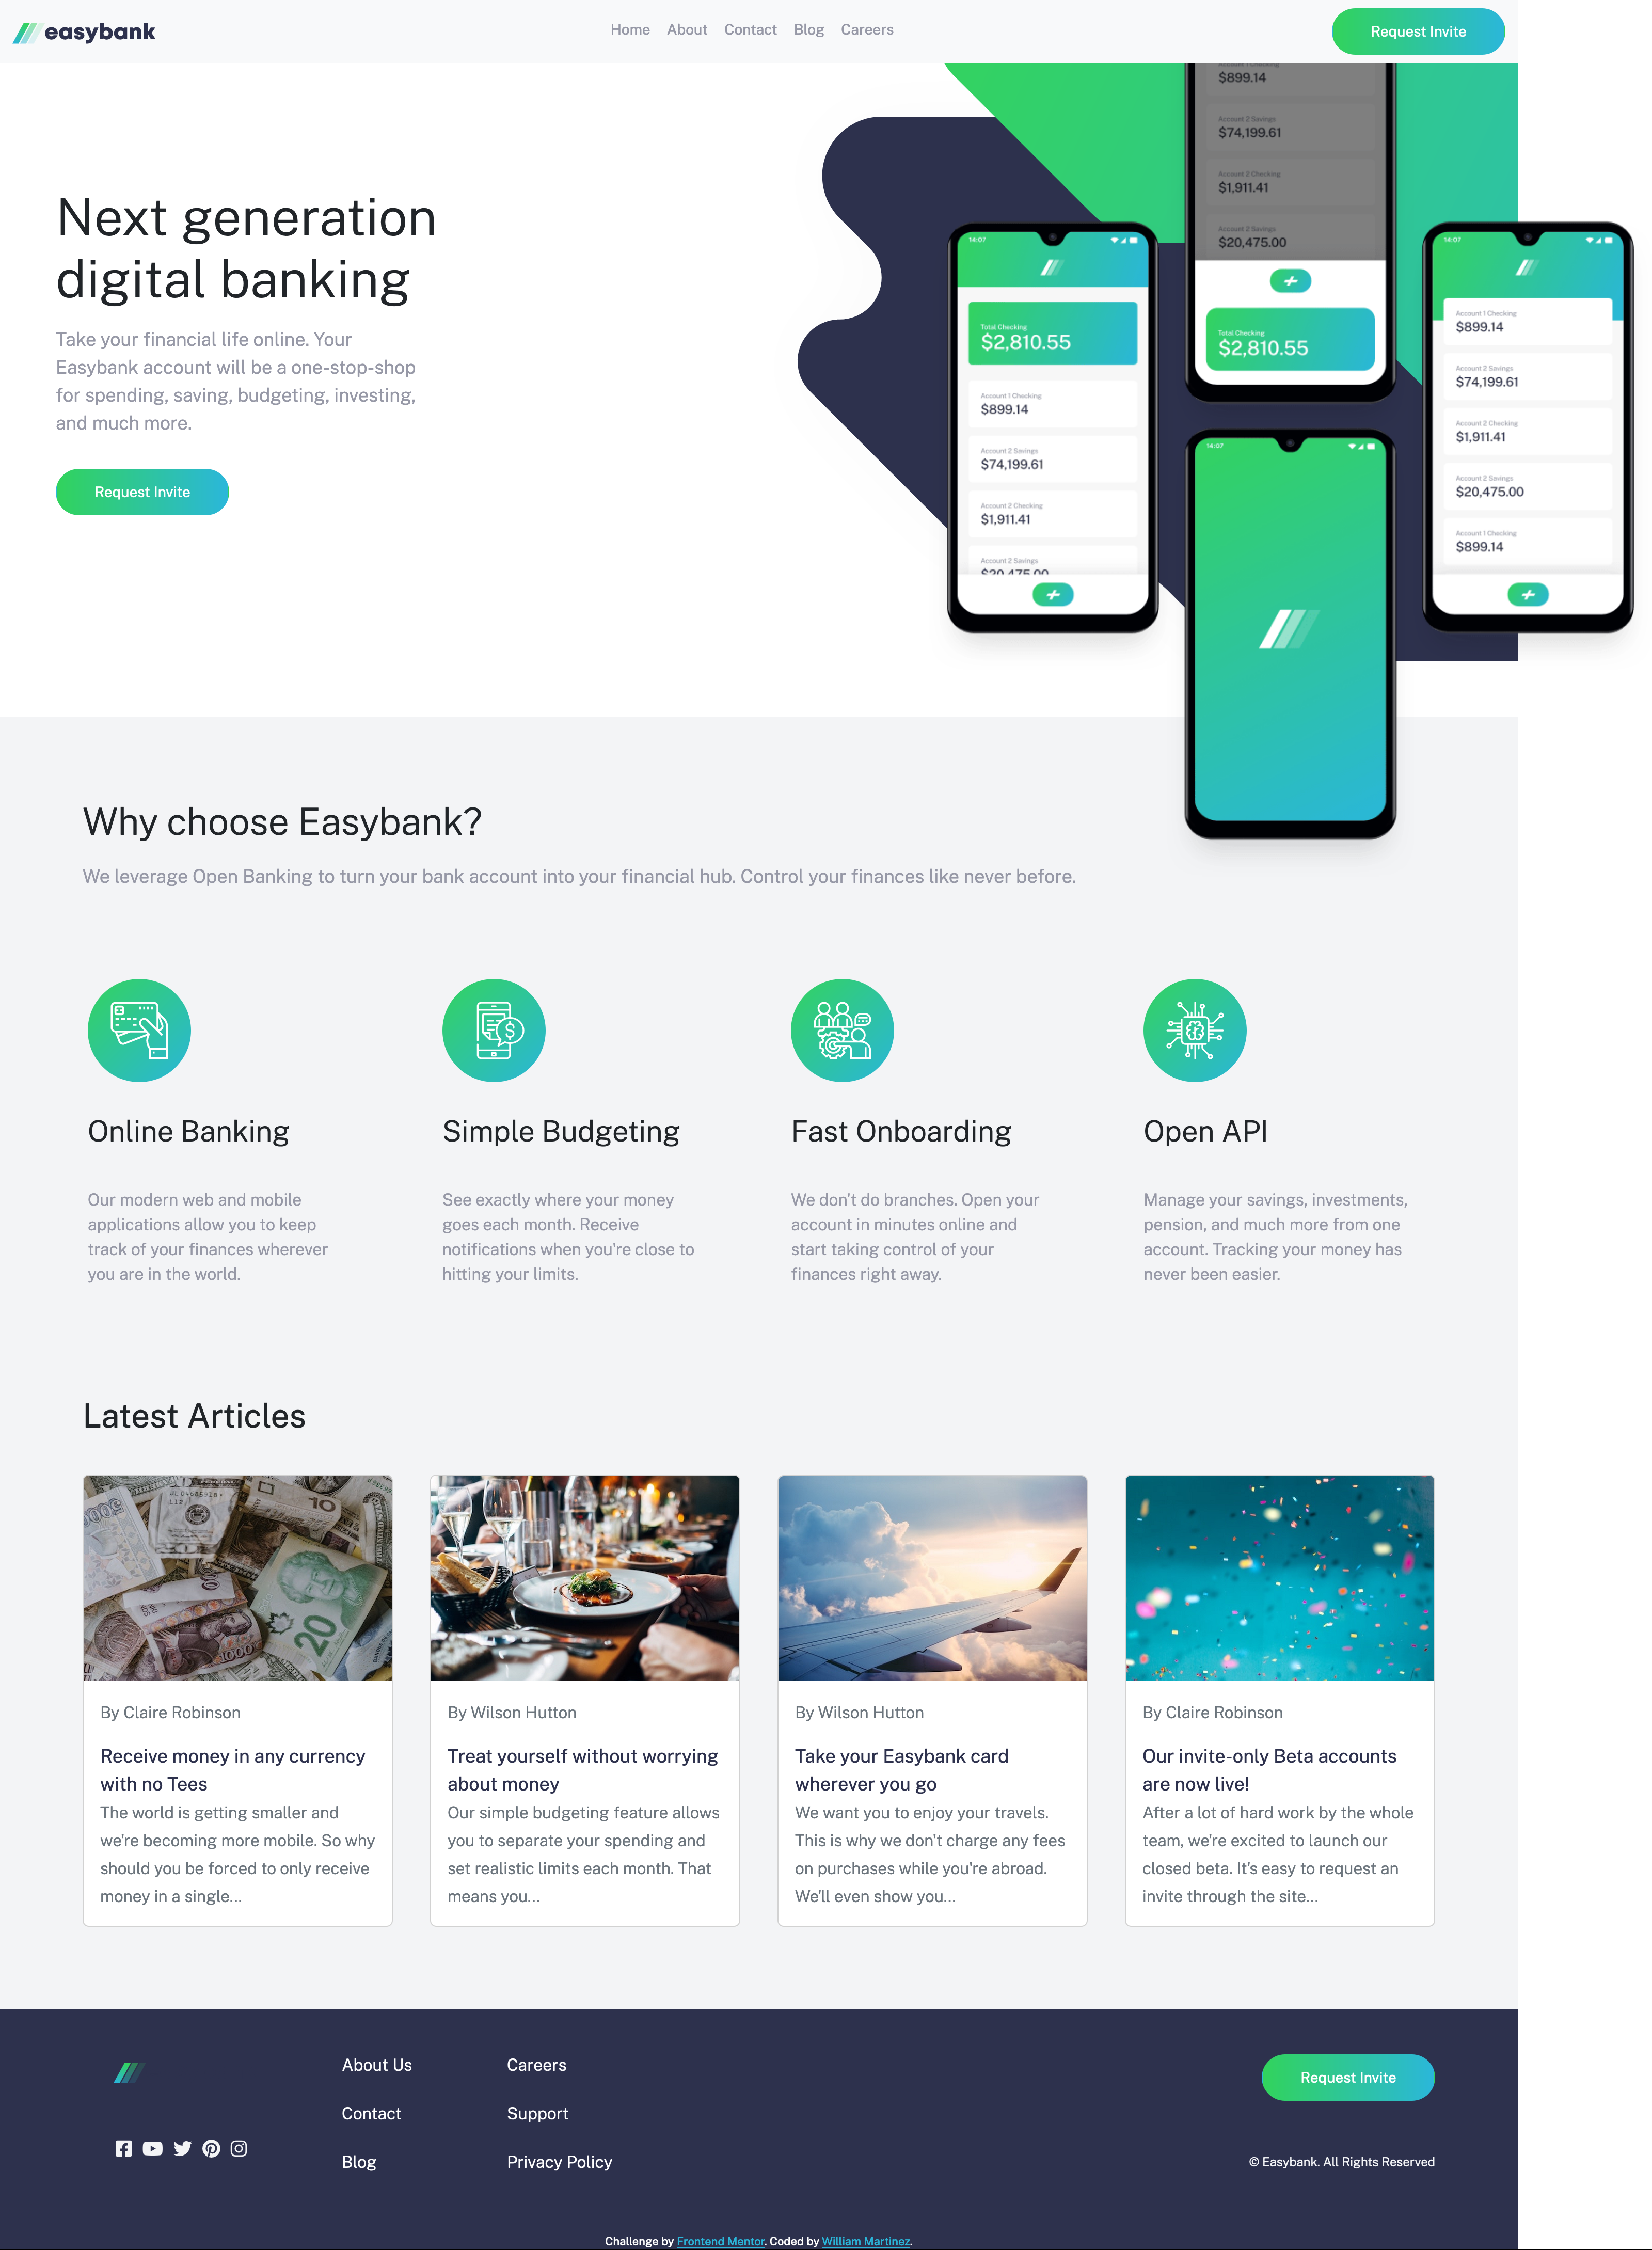 easybank
Home About Contact Blog Careers
Request Invite
Next generation
digital banking
Take your financial life online. Your
Easybank account will be a one-stop-shop
for spending, saving, budgeting, investing,
and much more.
Request Invite
$899.14
Account 2 Savings
$74,199.61
Account 2 Checking
$1,911.41
Account 2 Savings
$20,475.00
Total Checking
$2,810.55
14:07
Total Checking
$2,810.55
Account 1 Checking
$899.14
Account 2 Savings
$74,199.61
Account 2 Checking
$1,911.41
Account 2 Savings
$20,475.00
14:07
14:07
Account 1 Checking
$899.14
Account 2 Savings
$74,199.61
Account 2 Checking
$1,911.41
Account 2 Savings
$20,475.00
Account 1 Checking
$899.14
Why choose Easybank?
We leverage Open Banking to turn your bank account into your financial hub. Control your finances like never before.
Online Banking
Our modern web and mobile
applications allow you to keep
track of your finances wherever
you are in the world.
Simple Budgeting
See exactly where your money
goes each month. Receive
notifications when you're close to
hitting your limits.
Fast Onboarding
We don't do branches. Open your
account in minutes online and
start taking control of your
finances right away.
Open API
Manage your savings, investments,
pension, and much more from one
account. Tracking your money has
never been easier.
Latest Articles
10
20
1000
By Claire Robinson
Receive money in any currency
with no Tees
The world is getting smaller and
we're becoming more mobile. So why
should you be forced to only receive
money in a single...
By Wilson Hutton
Treat yourself without worrying
about money
Our simple budgeting feature allows
you to separate your spending and
set realistic limits each month. That
means you...
By Wilson Hutton
Take your Easybank card
wherever you go
We want you to enjoy your travels.
This is why we don't charge any fees
on purchases while you're abroad.
We'll even show you...
By Claire Robinson
Our invite-only Beta accounts
are now live!
After a lot of hard work by the whole
team, we're excited to launch our
closed beta. It's easy to request an
invite through the site...
About Us
Contact
Blog
Careers
Support
Privacy Policy
Request Invite
© Easybank. All Rights Reserved
Challenge by Frontend Mentor. Coded by William Martinez.